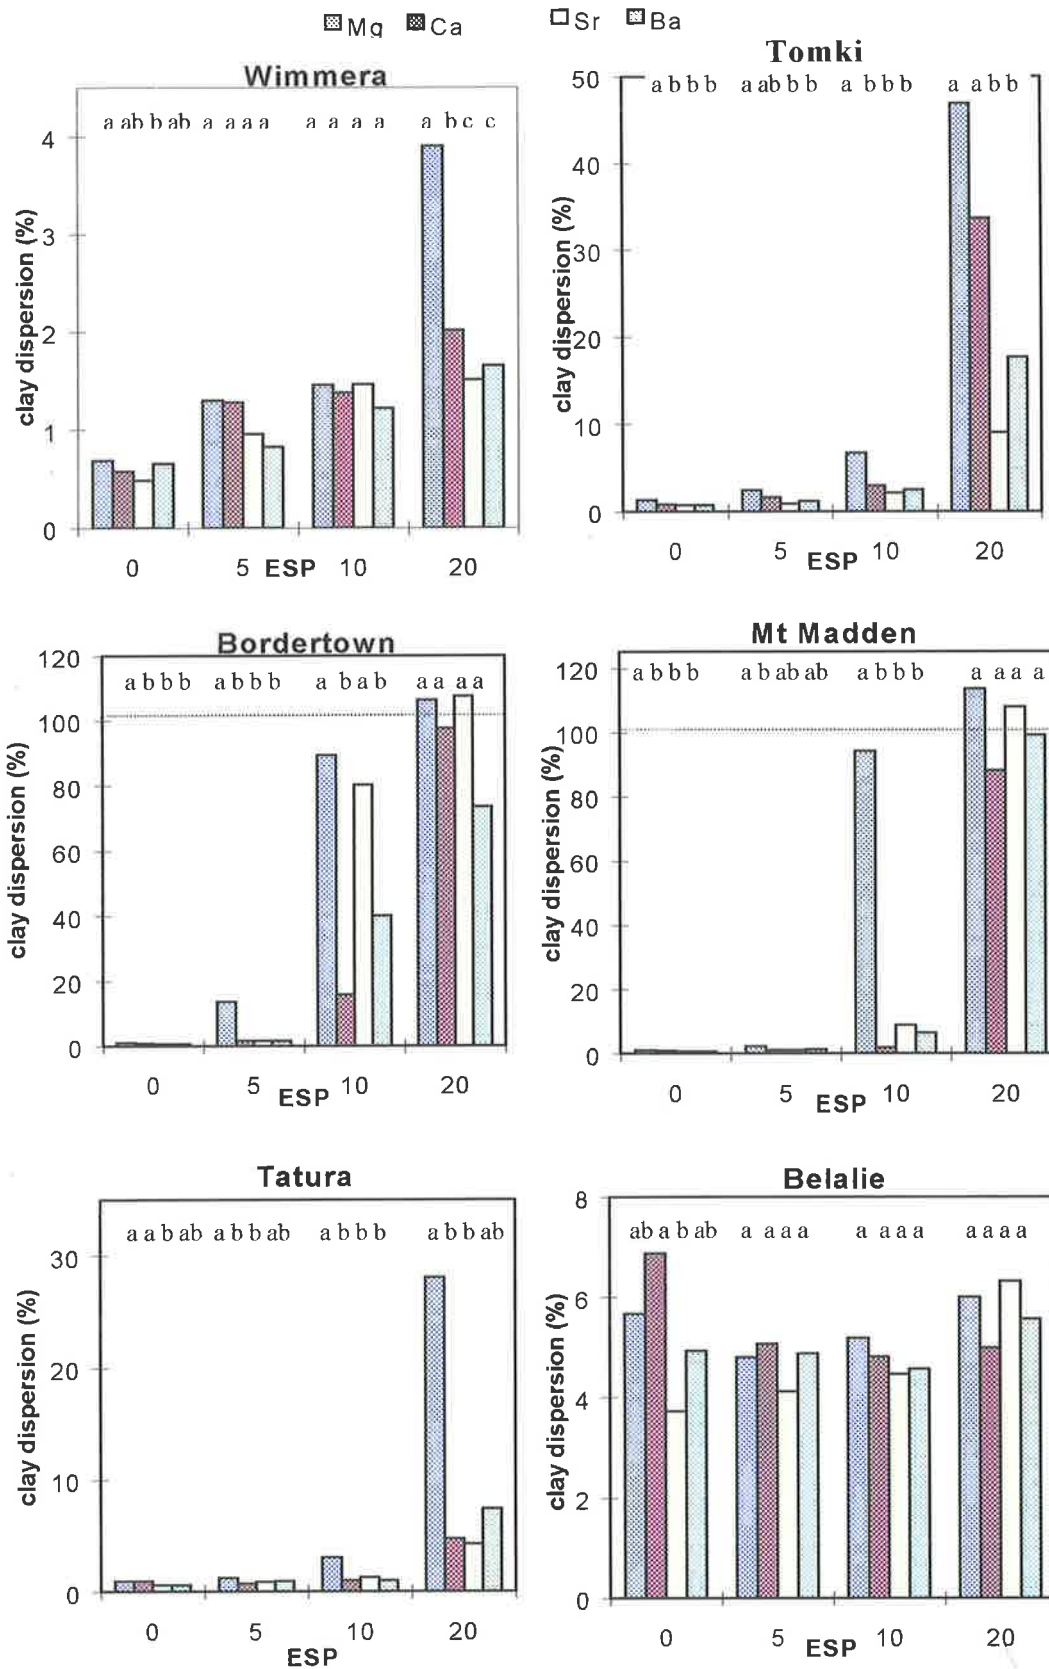 Mg Ca Sr Ba
Wimmera
a ab b ab a a a a a a a a a b c c
4
3
2
1
0
clay dispersion (%)
0 5 ESP 10 20
Tomki
50
a b b b a ab b b a b b b a a b b
40
30
20
10
0
clay dispersion (%)
0 5 ESP 10 20
Bordertown
120
a b b b a b b b a b a b a a a a
100
80
60
40
20
0
clay dispersion (%)
0 5 ESP 10 20
Mt Madden
120
a b b b a b ab ab a b b b a a a a
100
80
60
40
20
0
clay dispersion (%)
0 5 ESP 10 20
Tatura
a a b ab a b b ab a b b b a b b ab
30
20
10
0
clay dispersion (%)
0 5 10 20
ESP
Belalie
8
ab a b ab a a a a a a a a a a a a
6
4
2
0
clay dispersion (%)
0 5 ESP 10 20